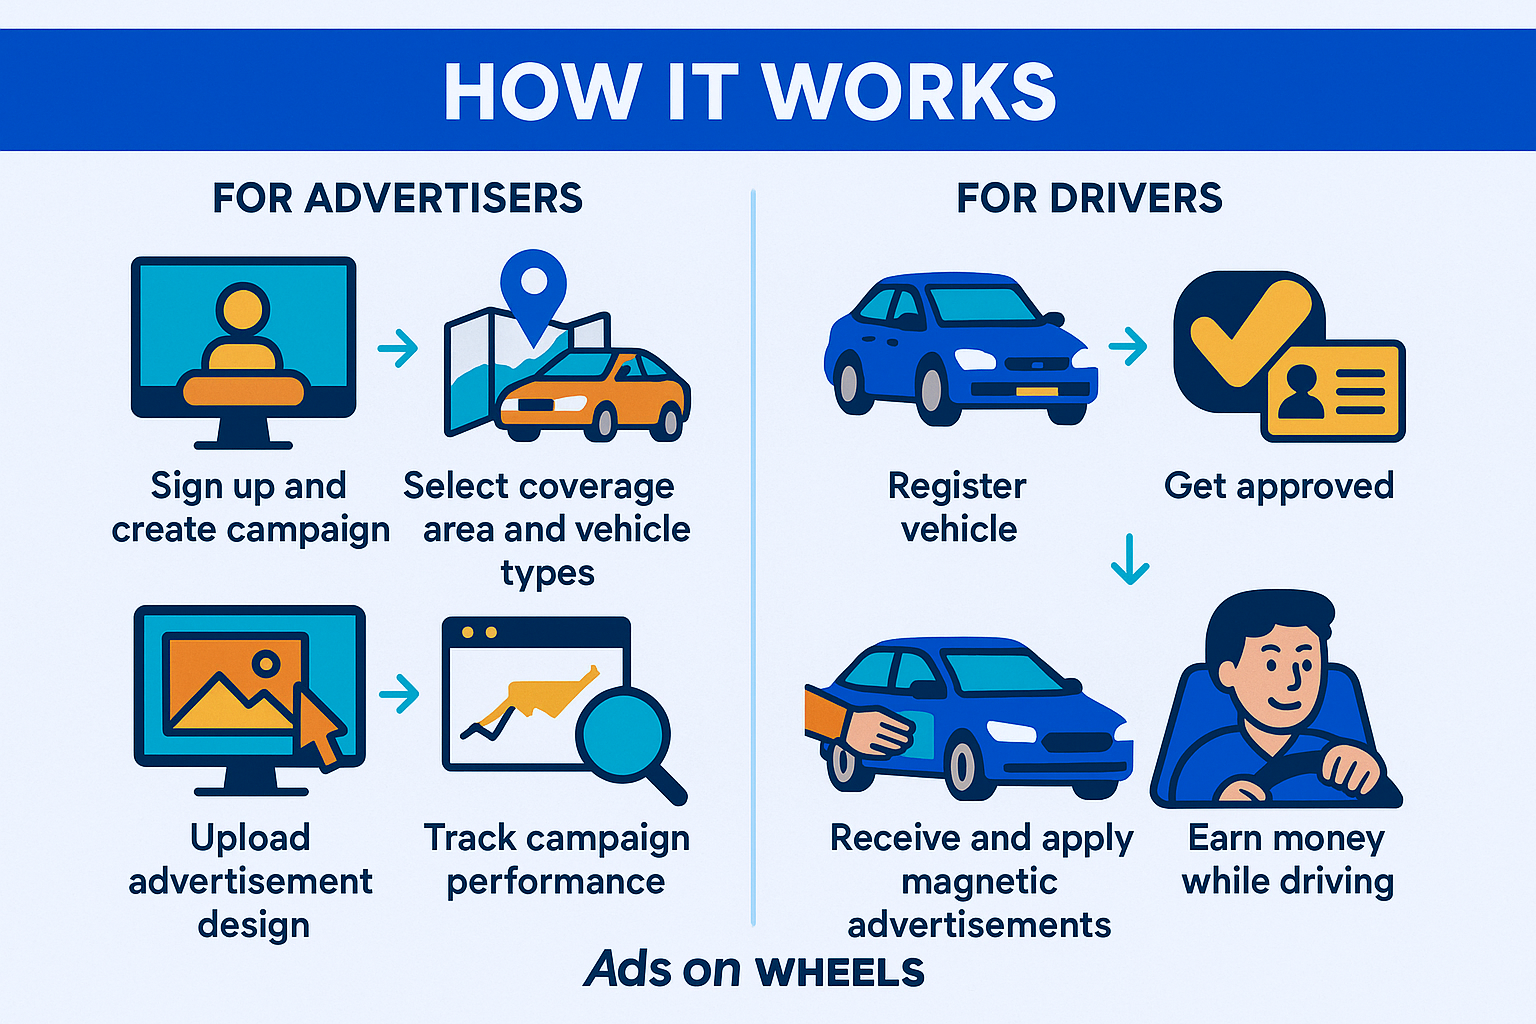 HOW IT WORKS
FOR ADVERTISERS
Sign up and
create campaign
Select coverage
area and vehicle
types
Upload
advertisement
design
Track campaign
performance
FOR DRIVERS
Register
vehicle
Get approved
Receive and apply
magnetic
advertisements
Earn money
while driving
Ads on WHEELS